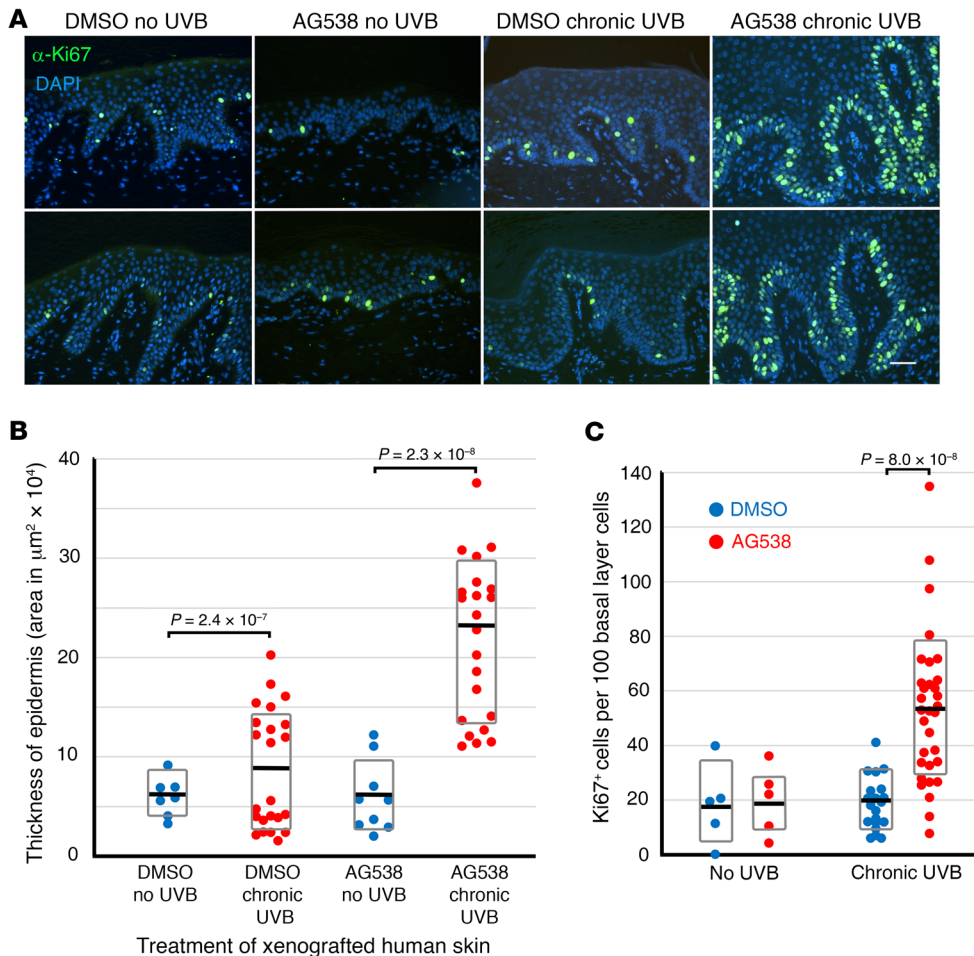 A
DMSO no UVB
AG538 no UVB
DMSO chronic UVB
AG538 chronic UVB
α-Ki67
DAPI
B
Thickness of epidermis (area in μm² × 10⁴)
40
30
20
10
0
P = 2.4 × 10⁻⁷
P = 2.3 × 10⁻⁸
DMSO
no UVB
DMSO
chronic
UVB
AG538
no UVB
AG538
chronic
UVB
Treatment of xenografted human skin
C
Ki67⁺ cells per 100 basal layer cells
140
120
100
80
60
40
20
0
P = 8.0 × 10⁻⁸
DMSO
AG538
No UVB
Chronic UVB